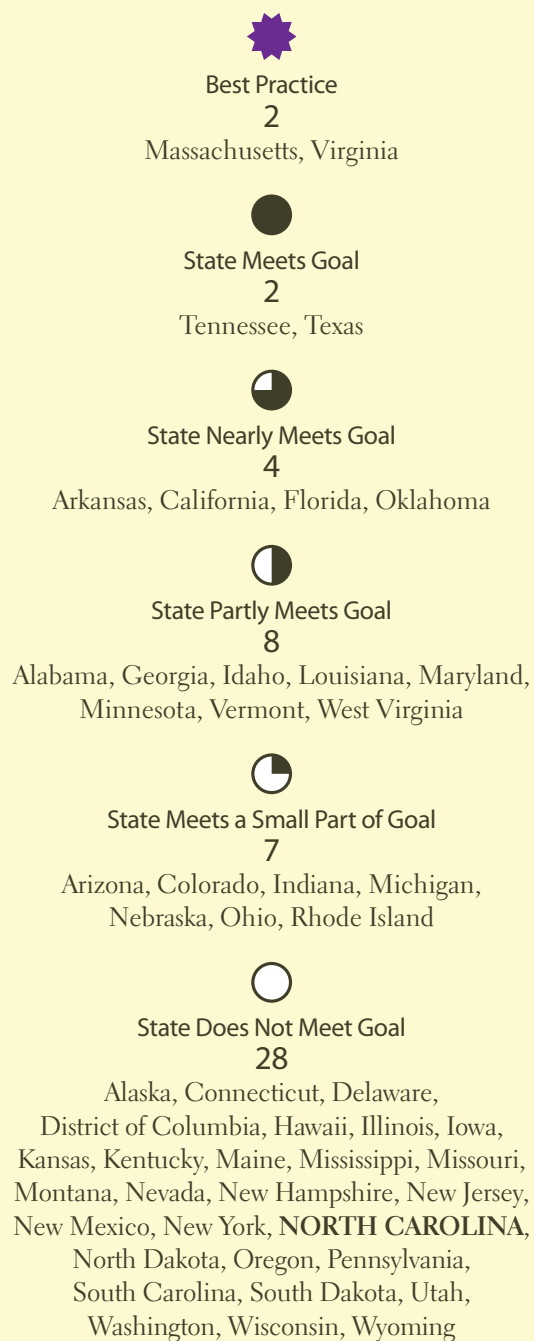 Best Practice
2
Massachusetts, Virginia
State Meets Goal
2
Tennessee, Texas
State Nearly Meets Goal
4
Arkansas, California, Florida, Oklahoma
State Partly Meets Goal
8
Alabama, Georgia, Idaho, Louisiana, Maryland,
Minnesota, Vermont, West Virginia
State Meets a Small Part of Goal
7
Arizona, Colorado, Indiana, Michigan,
Nebraska, Ohio, Rhode Island
State Does Not Meet Goal
28
Alaska, Connecticut, Delaware,
District of Columbia, Hawaii, Illinois, Iowa,
Kansas, Kentucky, Maine, Mississippi, Missouri,
Montana, Nevada, New Hampshire, New Jersey,
New Mexico, New York, NORTH CAROLINA,
North Dakota, Oregon, Pennsylvania,
South Carolina, South Dakota, Utah,
Washington, Wisconsin, Wyoming